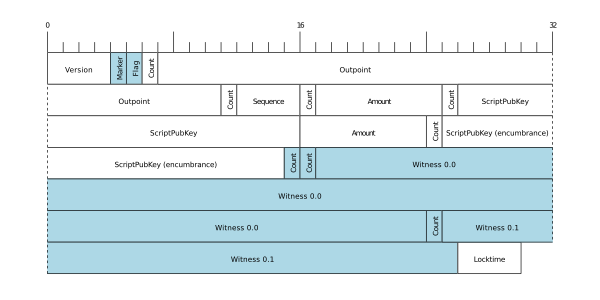 0 16 32
Version Marker Flag Count Outpoint
Outpoint Count Sequence Count Amount Count ScriptPubKey
ScriptPubKey Amount Count ScriptPubKey (encumbrance)
ScriptPubKey (encumbrance) Count Count Witness 0.0
Witness 0.0
Witness 0.0 Count Witness 0.1
Witness 0.1 Locktime